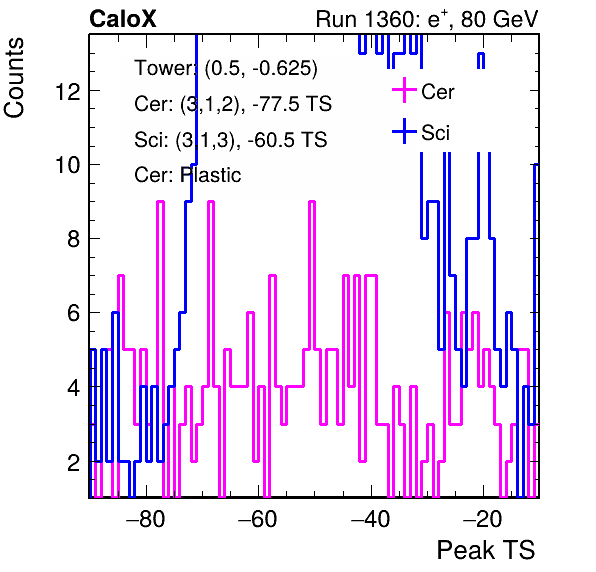 CaloX Run 1360: e⁺, 80 GeV
Counts
Tower: (0.5, -0.625)
Cer: (3,1,2), -77.5 TS
Sci: (3,1,3), -60.5 TS
Cer: Plastic
Cer
Sci
12
10
8
6
4
2
−80 −60 −40 −20
Peak TS